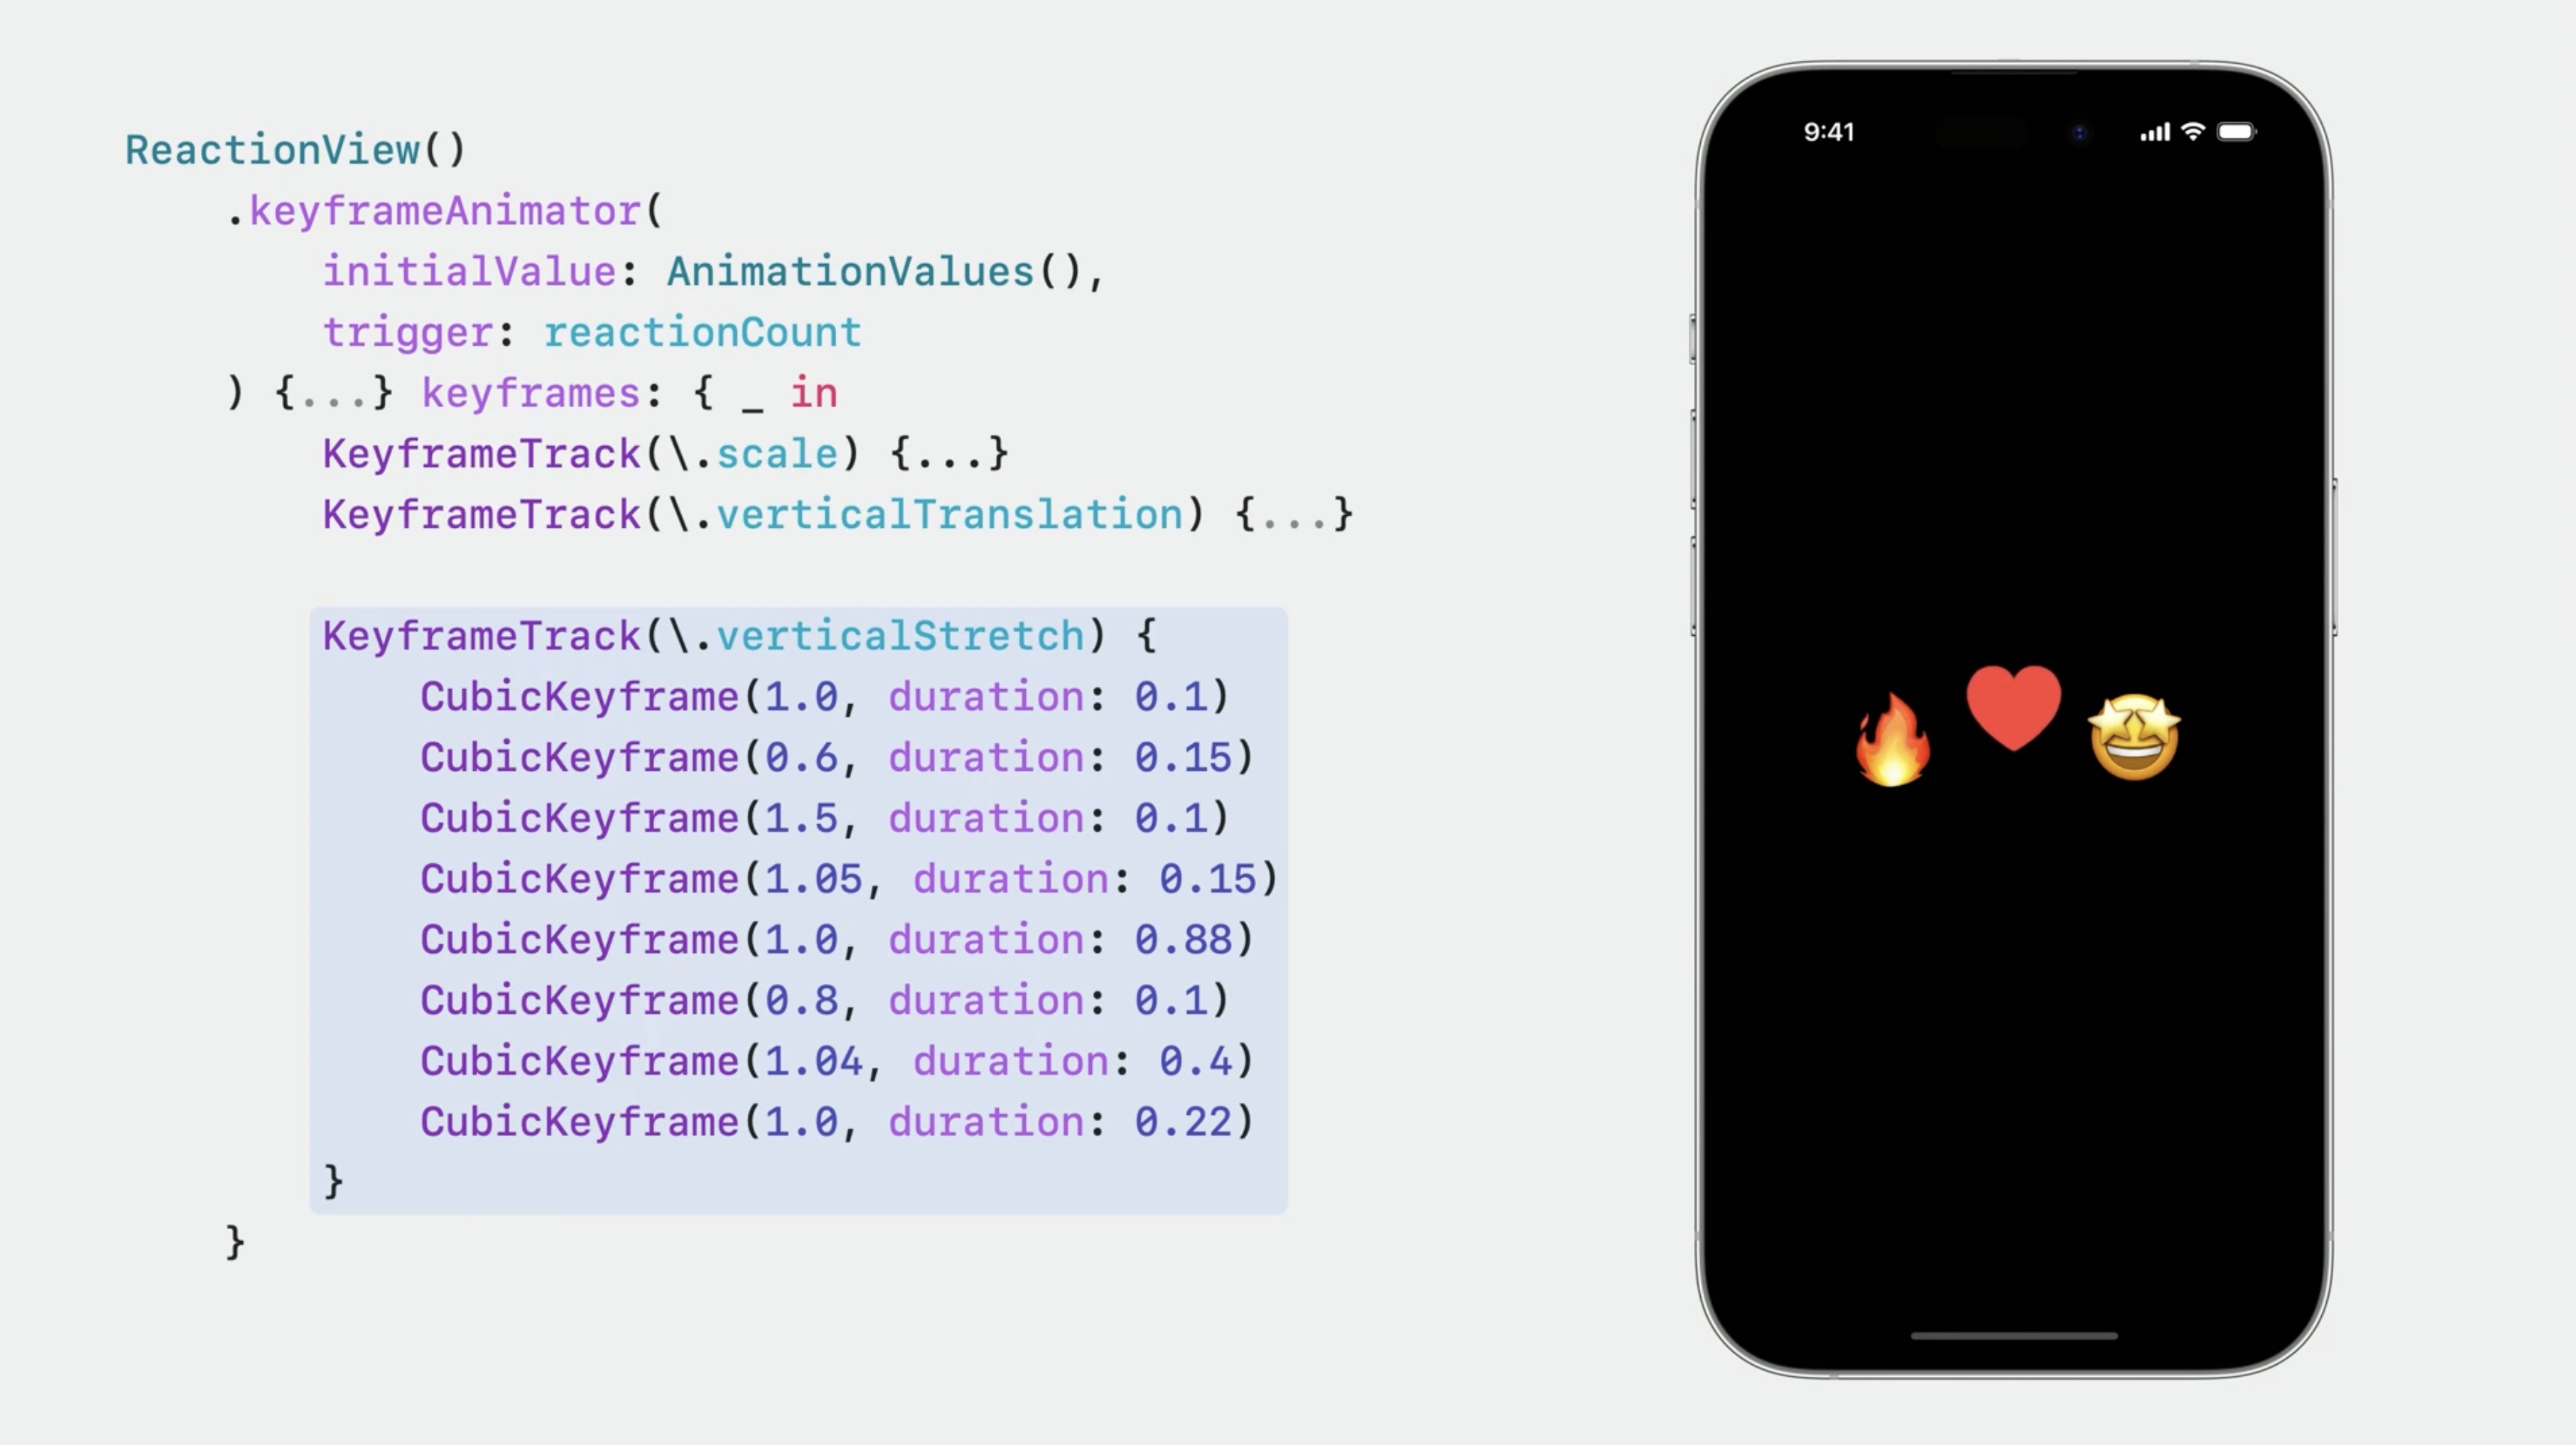 ReactionView()
.keyframeAnimator(
initialValue: AnimationValues(),
trigger: reactionCount
) {...} keyframes: { _ in
KeyframeTrack(\.scale) {...}
KeyframeTrack(\.verticalTranslation) {...}
KeyframeTrack(\.verticalStretch) {
CubicKeyframe(1.0, duration: 0.1)
CubicKeyframe(0.6, duration: 0.15)
CubicKeyframe(1.5, duration: 0.1)
CubicKeyframe(1.05, duration: 0.15)
CubicKeyframe(1.0, duration: 0.88)
CubicKeyframe(0.8, duration: 0.1)
CubicKeyframe(1.04, duration: 0.4)
CubicKeyframe(1.0, duration: 0.22)
}
}
9:41